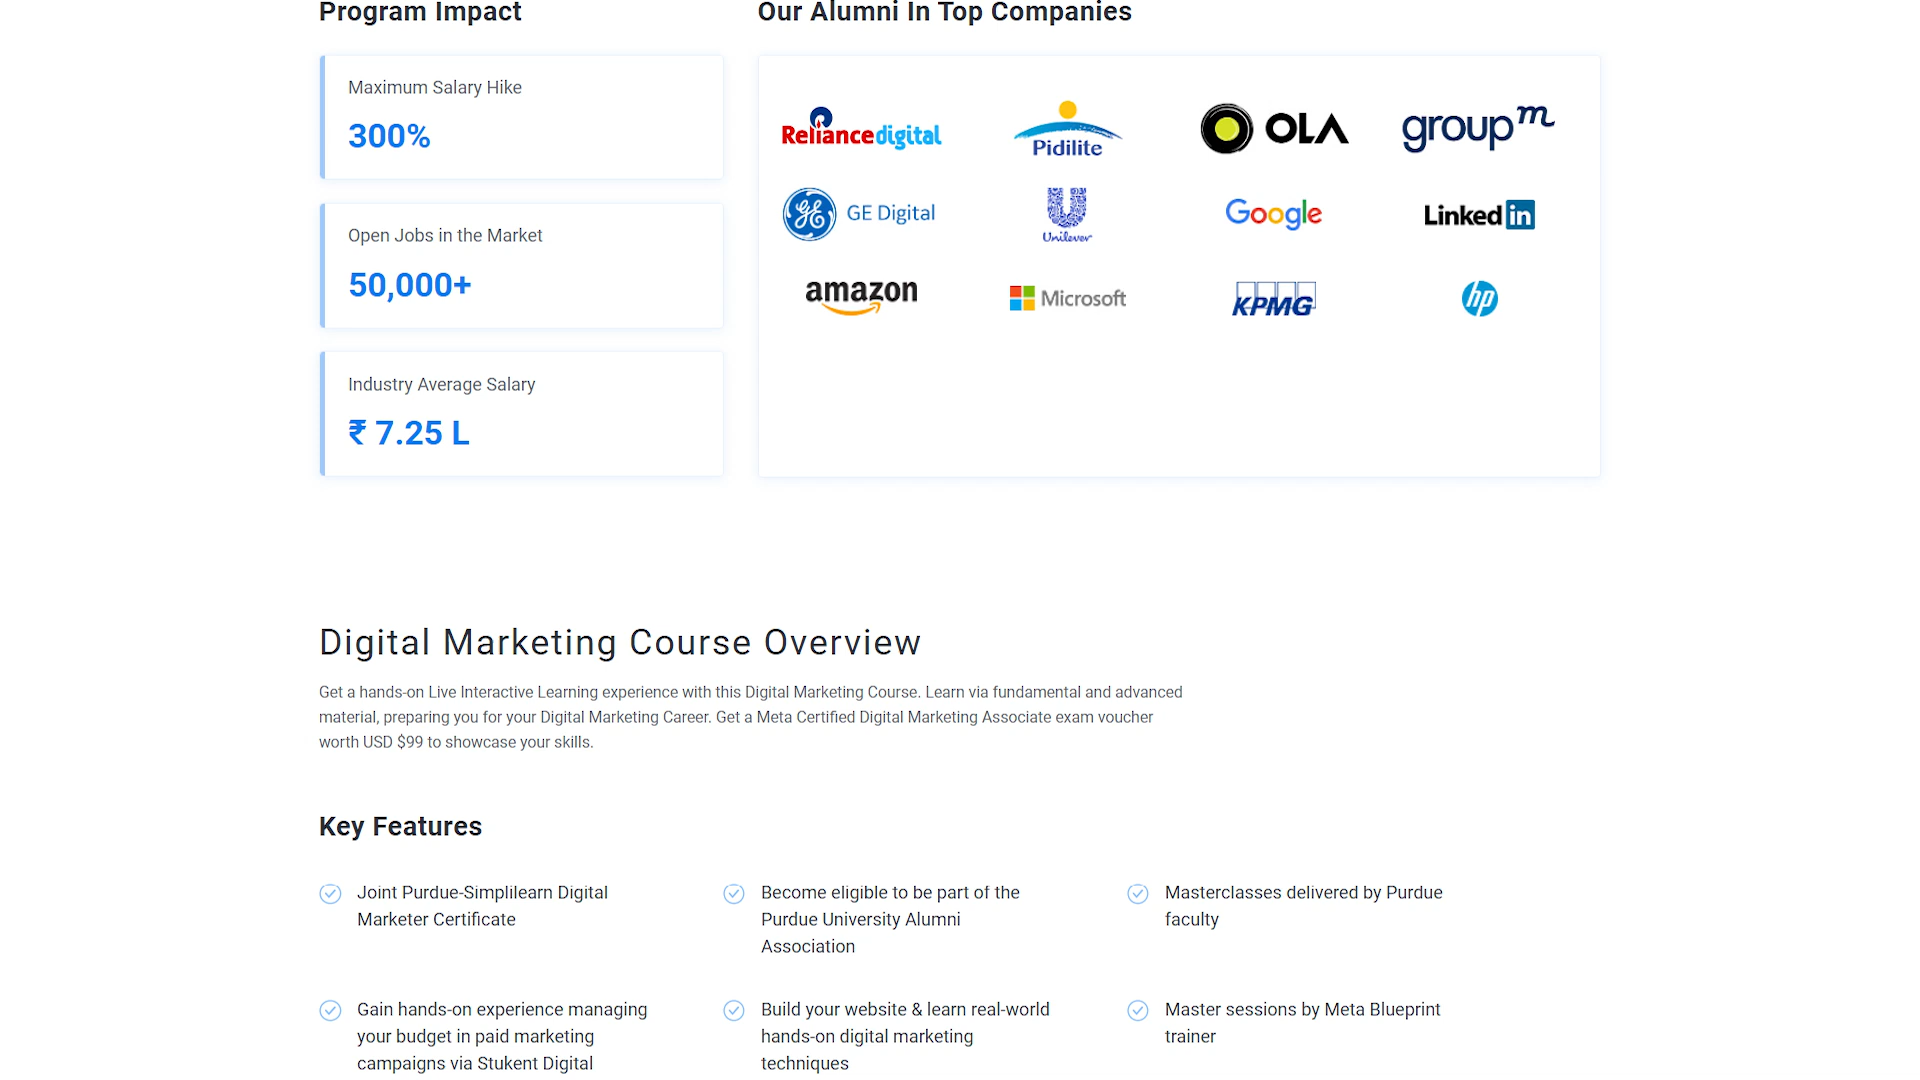 Program Impact
Our Alumni In Top Companies
Maximum Salary Hike
300%
Open Jobs in the Market
50,000+
Industry Average Salary
₹ 7.25 L
Reliance digital
Pidilite
OLA
groupm
GE Digital
Unilever
Google
Linked in
amazon
Microsoft
KPMG
hp
Digital Marketing Course Overview
Get a hands-on Live Interactive Learning experience with this Digital Marketing Course. Learn via fundamental and advanced
material, preparing you for your Digital Marketing Career. Get a Meta Certified Digital Marketing Associate exam voucher
worth USD $99 to showcase your skills.
Key Features
Joint Purdue-Simplilearn Digital
Marketer Certificate
Become eligible to be part of the
Purdue University Alumni
Association
Masterclasses delivered by Purdue
faculty
Gain hands-on experience managing
your budget in paid marketing
campaigns via Stukent Digital
Build your website & learn real-world
hands-on digital marketing
techniques
Master sessions by Meta Blueprint
trainer